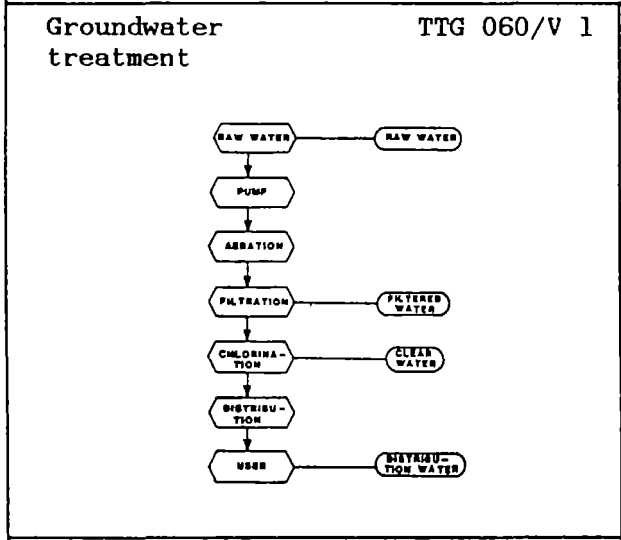 Groundwater TTG 060/V 1
treatment
RAW WATER RAW WATER
PUMP
AERATION
FILTRATION FILTERED
WATER
CHLORINA-
TION CLEAR
WATER
DISTRIBU-
TION
USER DISTRIBU-
TION WATER